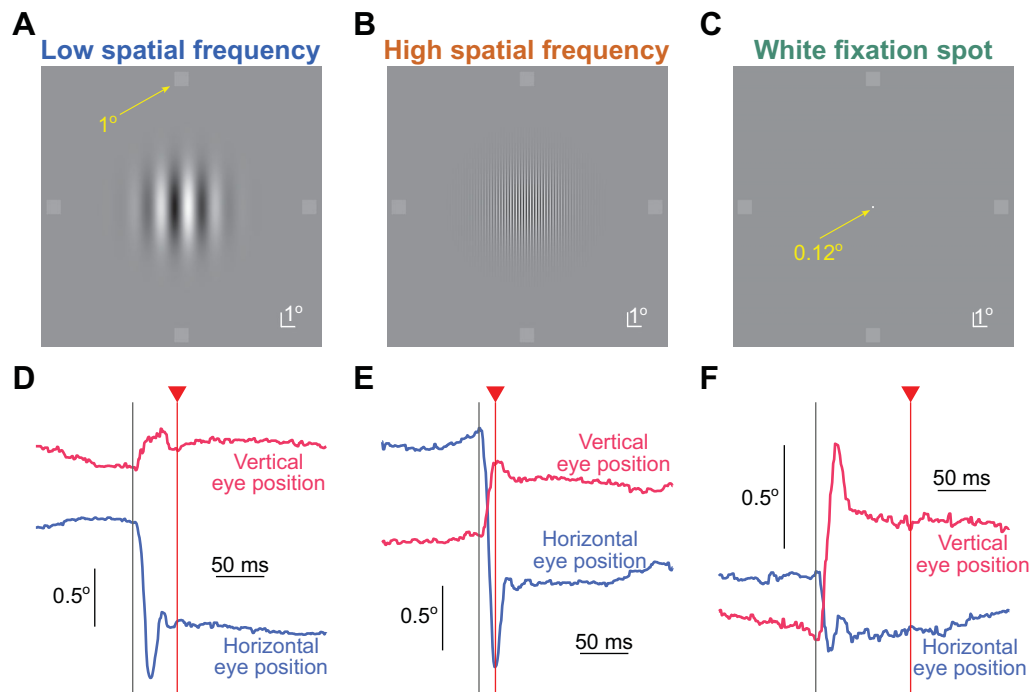 A
Low spatial frequency
1°
1°
B
High spatial frequency
1°
C
White fixation spot
0.12°
1°
D
Vertical
eye position
50 ms
0.5°
Horizontal
eye position
E
Vertical
eye position
Horizontal
eye position
0.5°
50 ms
F
0.5°
50 ms
Vertical
eye position
Horizontal
eye position